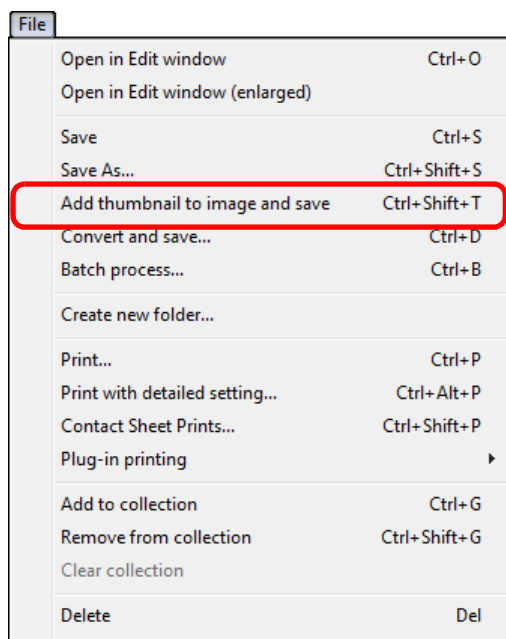 File
Open in Edit window Ctrl+O
Open in Edit window (enlarged)
Save Ctrl+S
Save As... Ctrl+Shift+S
Add thumbnail to image and save Ctrl+Shift+T
Convert and save... Ctrl+D
Batch process... Ctrl+B
Create new folder...
Print... Ctrl+P
Print with detailed setting... Ctrl+Alt+P
Contact Sheet Prints... Ctrl+Shift+P
Plug-in printing
Add to collection Ctrl+G
Remove from collection Ctrl+Shift+G
Clear collection
Delete Del